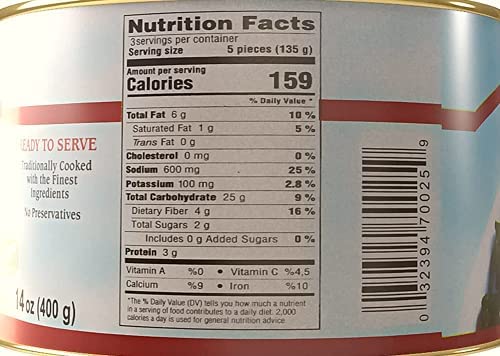 READY TO SERVE
Traditionally Cooked
with the Finest
Ingredients
No Preservatives
14 oz (400 g)
Nutrition Facts
3servings per container
Serving size 5 pieces (135 g)
Amount per serving
Calories 159
% Daily Value *
Total Fat 6 g 10 %
Saturated Fat 1 g 5 %
Trans Fat 0 g
Cholesterol 0 mg 0 %
Sodium 600 mg 25 %
Potassium 100 mg 2.8 %
Total Carbohydrate 25 g 9 %
Dietary Fiber 4 g 16 %
Total Sugars 2 g
Includes 0 g Added Sugars 0 %
Protein 3 g
Vitamin A %0 • Vitamin C %4,5
Calcium %9 • Iron %10
*The % Daily Value (DV) tells you how much a nutrient
in a serving of food contributes to a daily diet. 2,000
calories a day is used for general nutrition advice.
0 32394 70025 9